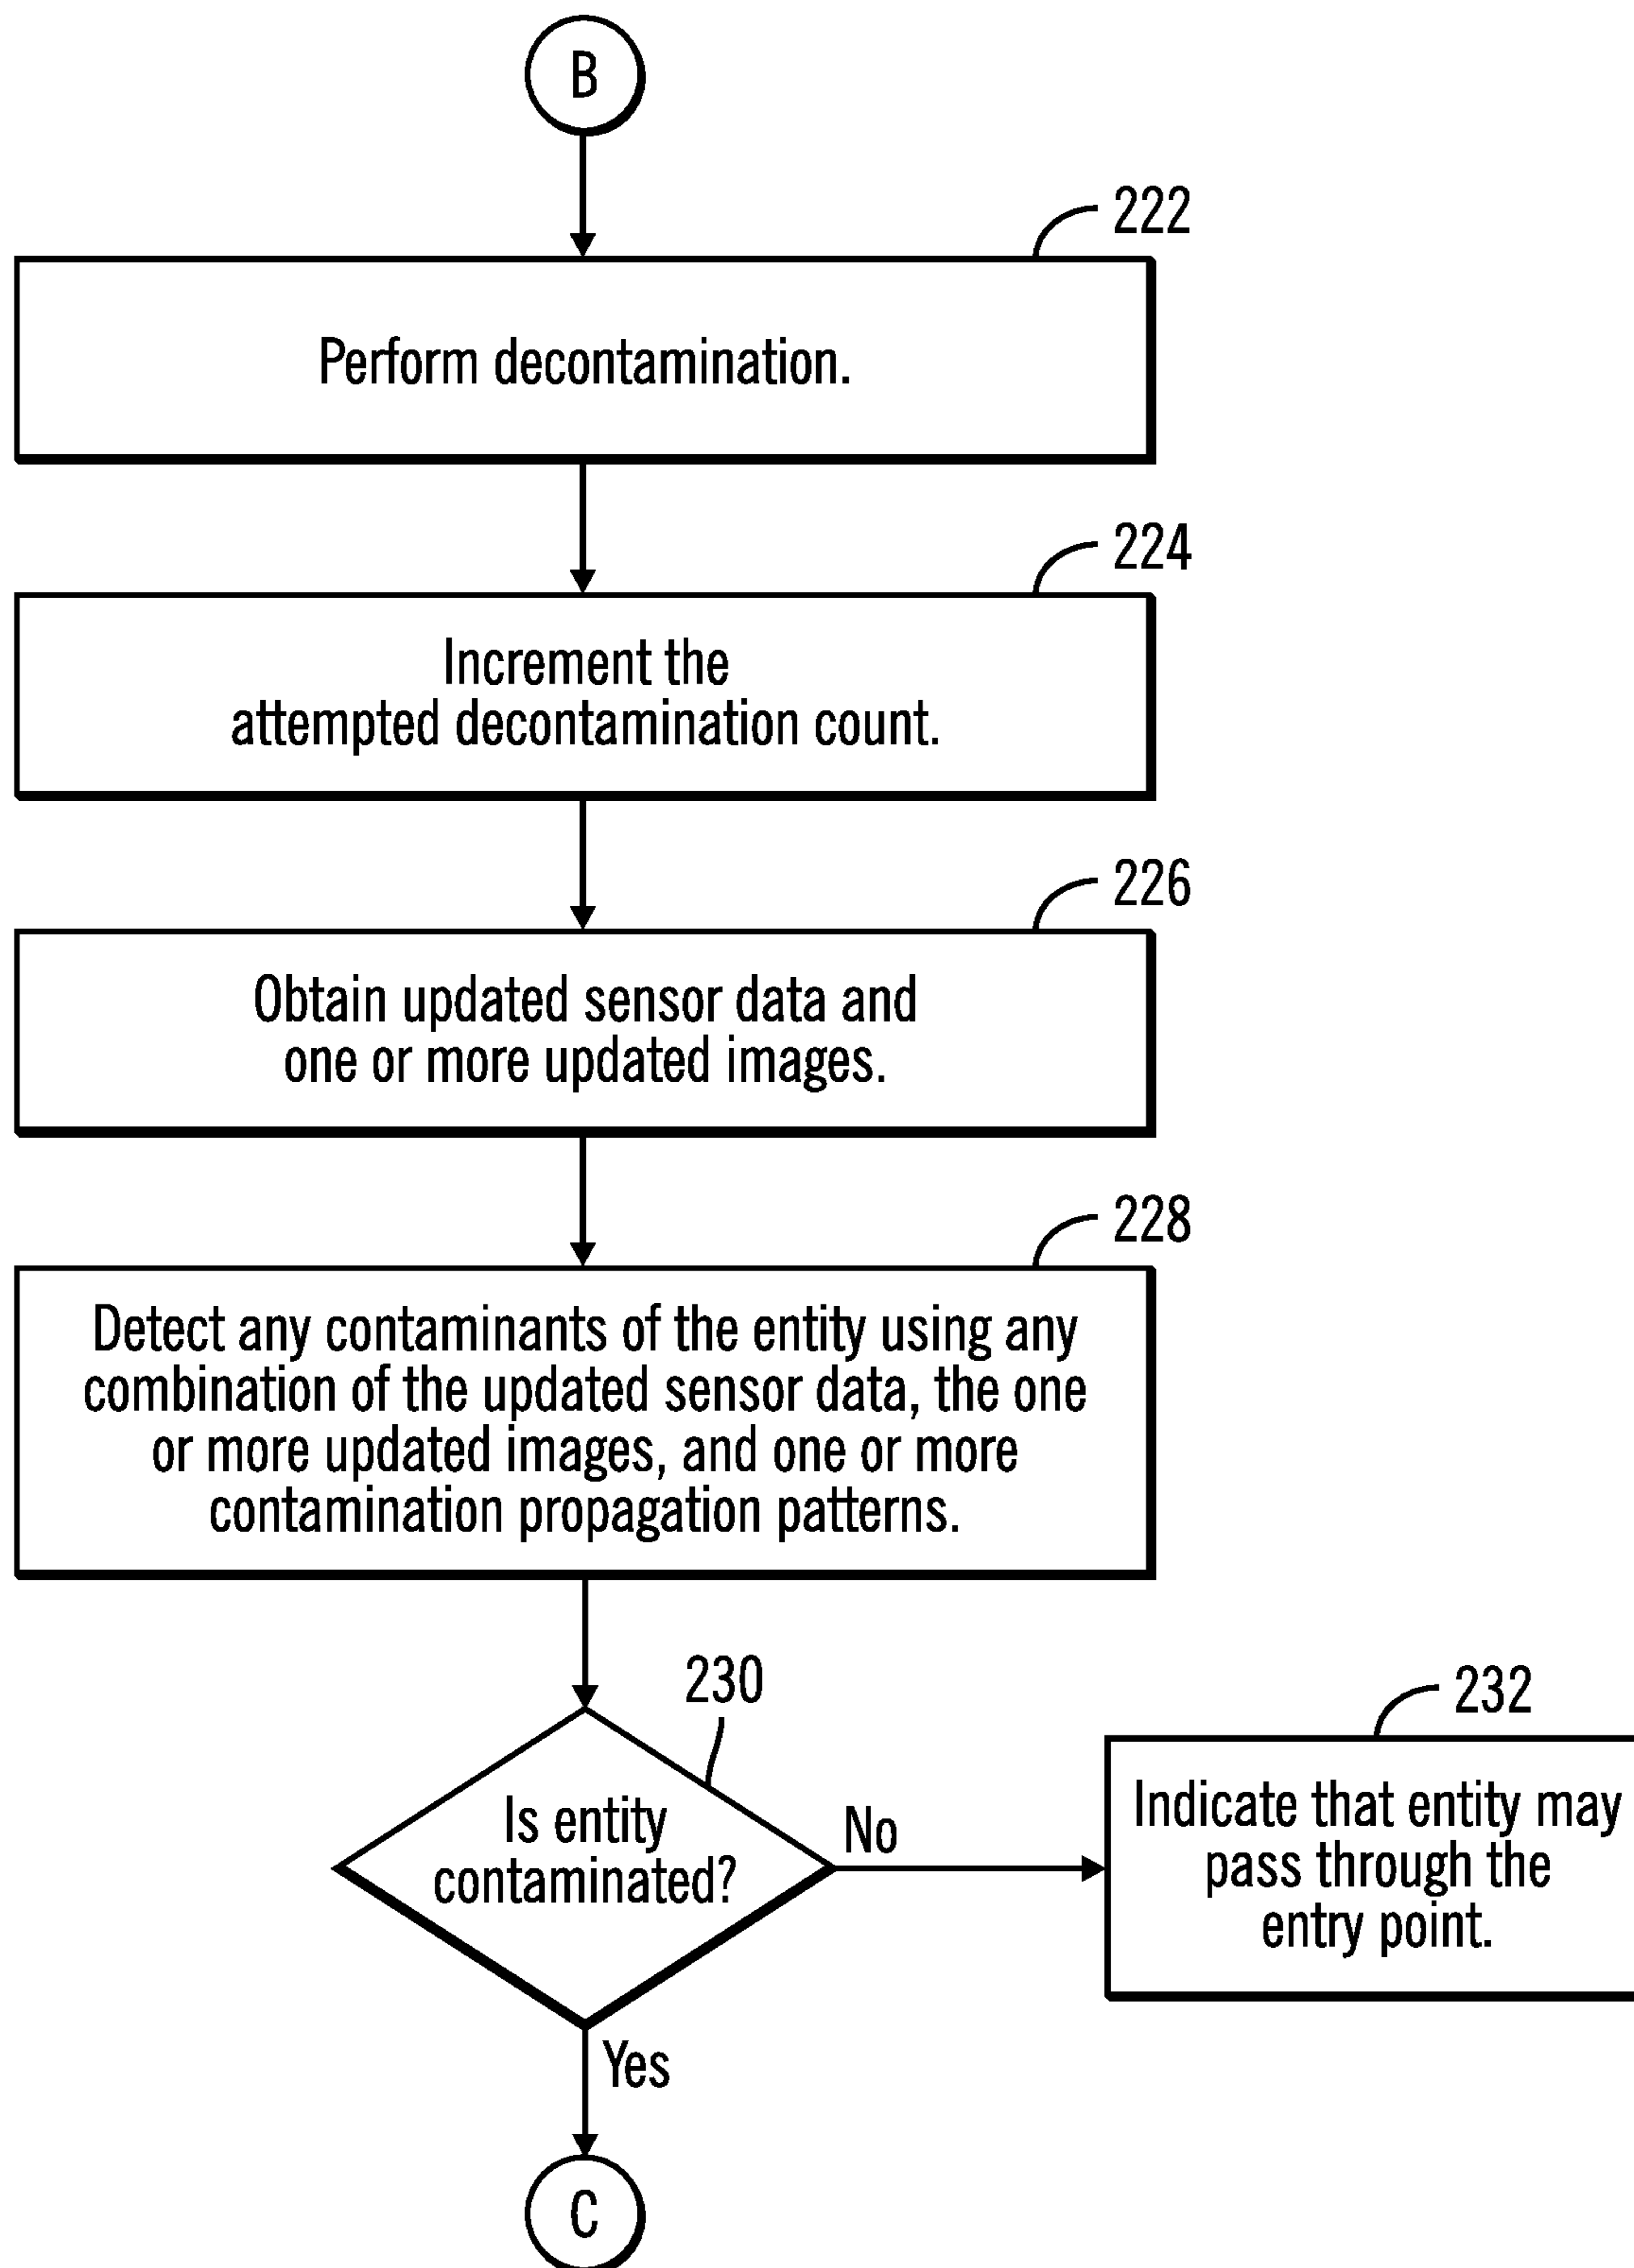 B
222
Perform decontamination.
224
Increment the
attempted decontamination count.
226
Obtain updated sensor data and
one or more updated images.
228
Detect any contaminants of the entity using any
combination of the updated sensor data, the one
or more updated images, and one or more
contamination propagation patterns.
230
Is entity
contaminated?
No
232
Indicate that entity may
pass through the
entry point.
Yes
C